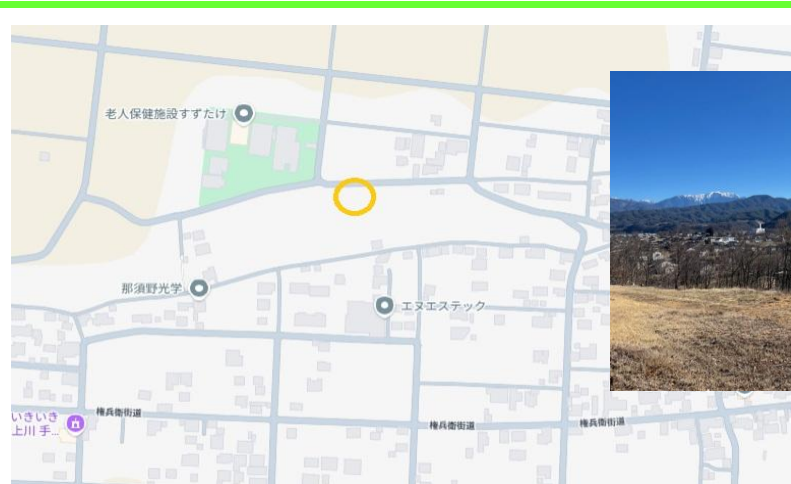 老人保健施設すずたけ
那須野光学
エヌエステック
いきいき
上川 手...
権兵衛街道
権兵衛街道
権兵衛街道